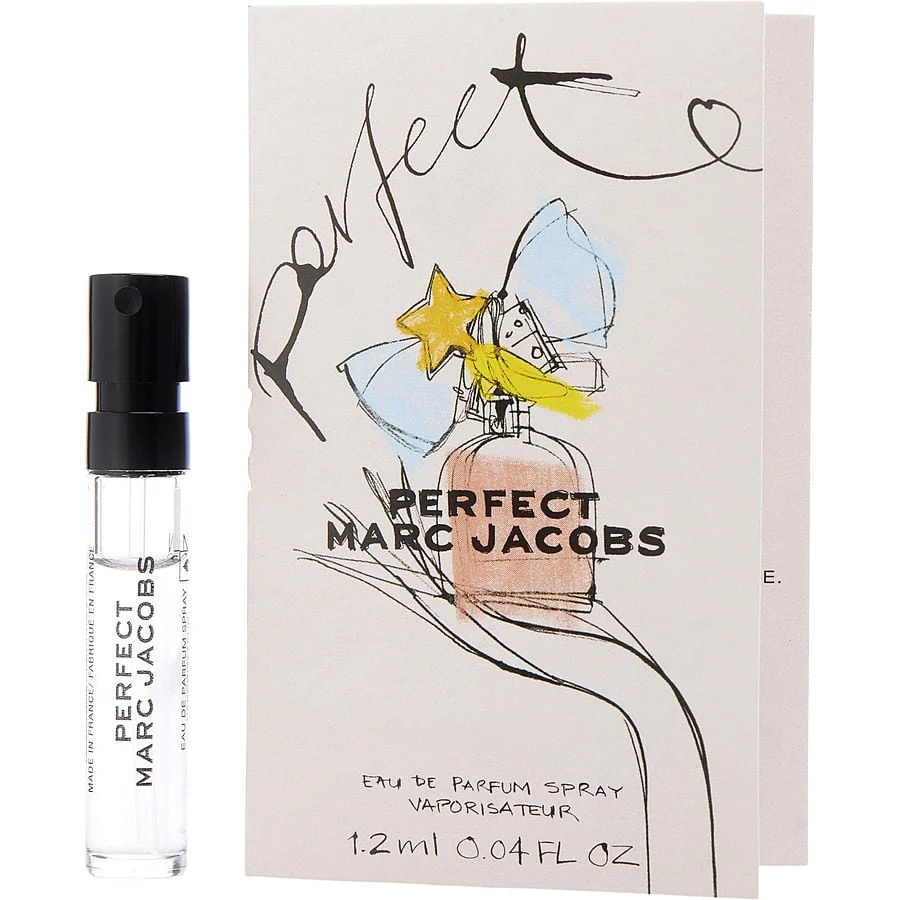 perfect
PERFECT
MARC JACOBS
EAU DE PARFUM SPRAY
VAPORISATEUR
1.2ml 0.04 FL OZ
E.
MADE IN FRANCE/ FABRIQUÉ EN FRANCE
PERFECT
MARC JACOBS
EAU DE PARFUM SPRAY